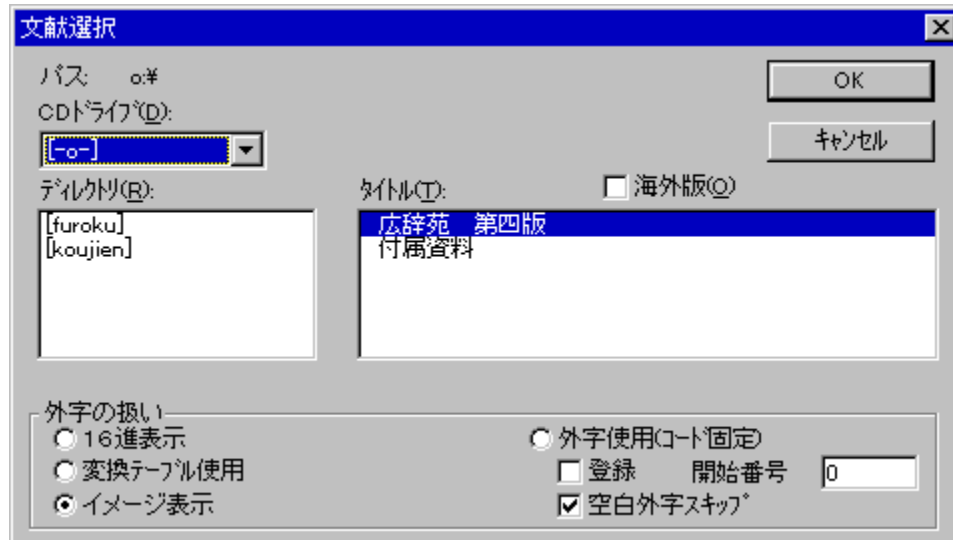 文献選択
パス: o:¥
OK
CDﾄﾞﾗｲﾌﾞ(D):
[-o-]
ｷｬﾝｾﾙ
ﾃﾞｨﾚｸﾄﾘ(R):
ﾀｲﾄﾙ(T):
海外版(O)
[furoku]
[koujien]
広辞苑　第四版
付属資料
外字の扱い
16進表示
変換ﾃｰﾌﾞﾙ使用
イメージ表示
外字使用(ｺｰﾄﾞ固定)
登録 開始番号 0
空白外字ｽｷｯﾌﾟ